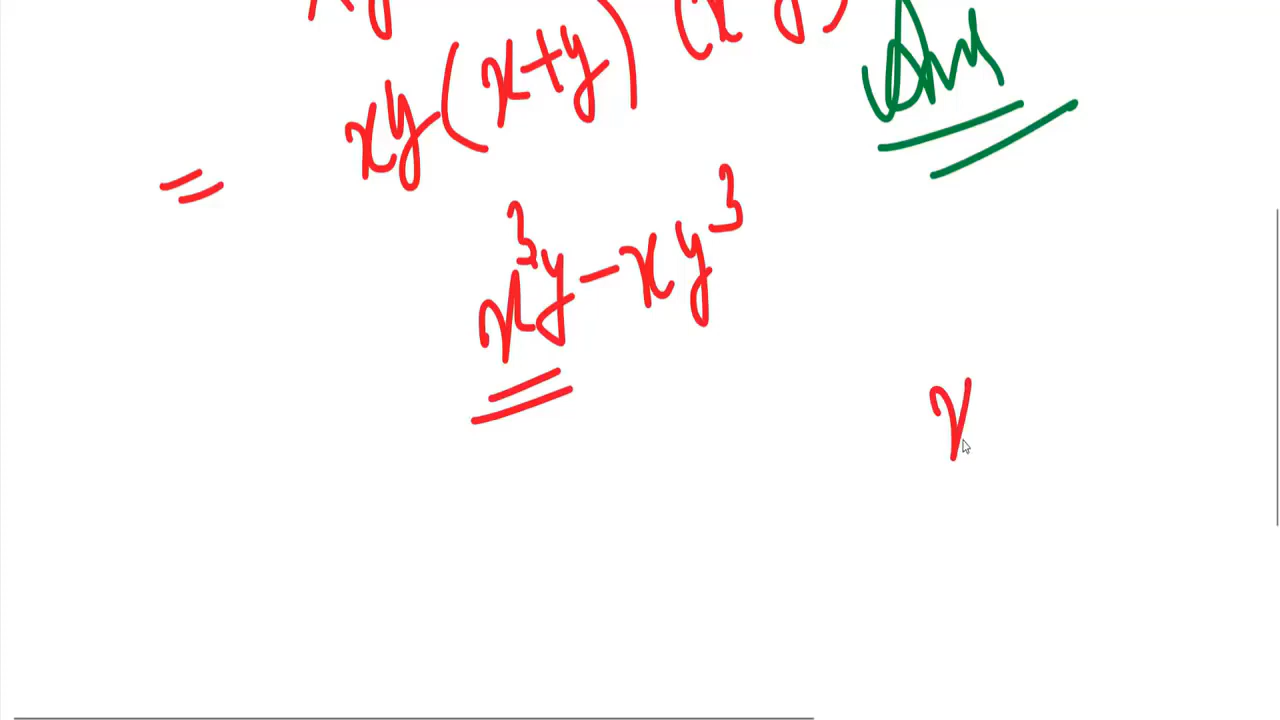 xy(x+y) (x y)
Ans
=
x³y - xy³